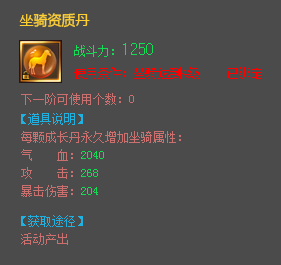 坐骑资质丹
战斗力：1250
下一阶可使用个数：0
【道具说明】
每颗成长丹永久增加坐骑属性：
气 血：2040
攻 击：268
暴击伤害：204
【获取途径】
活动产出